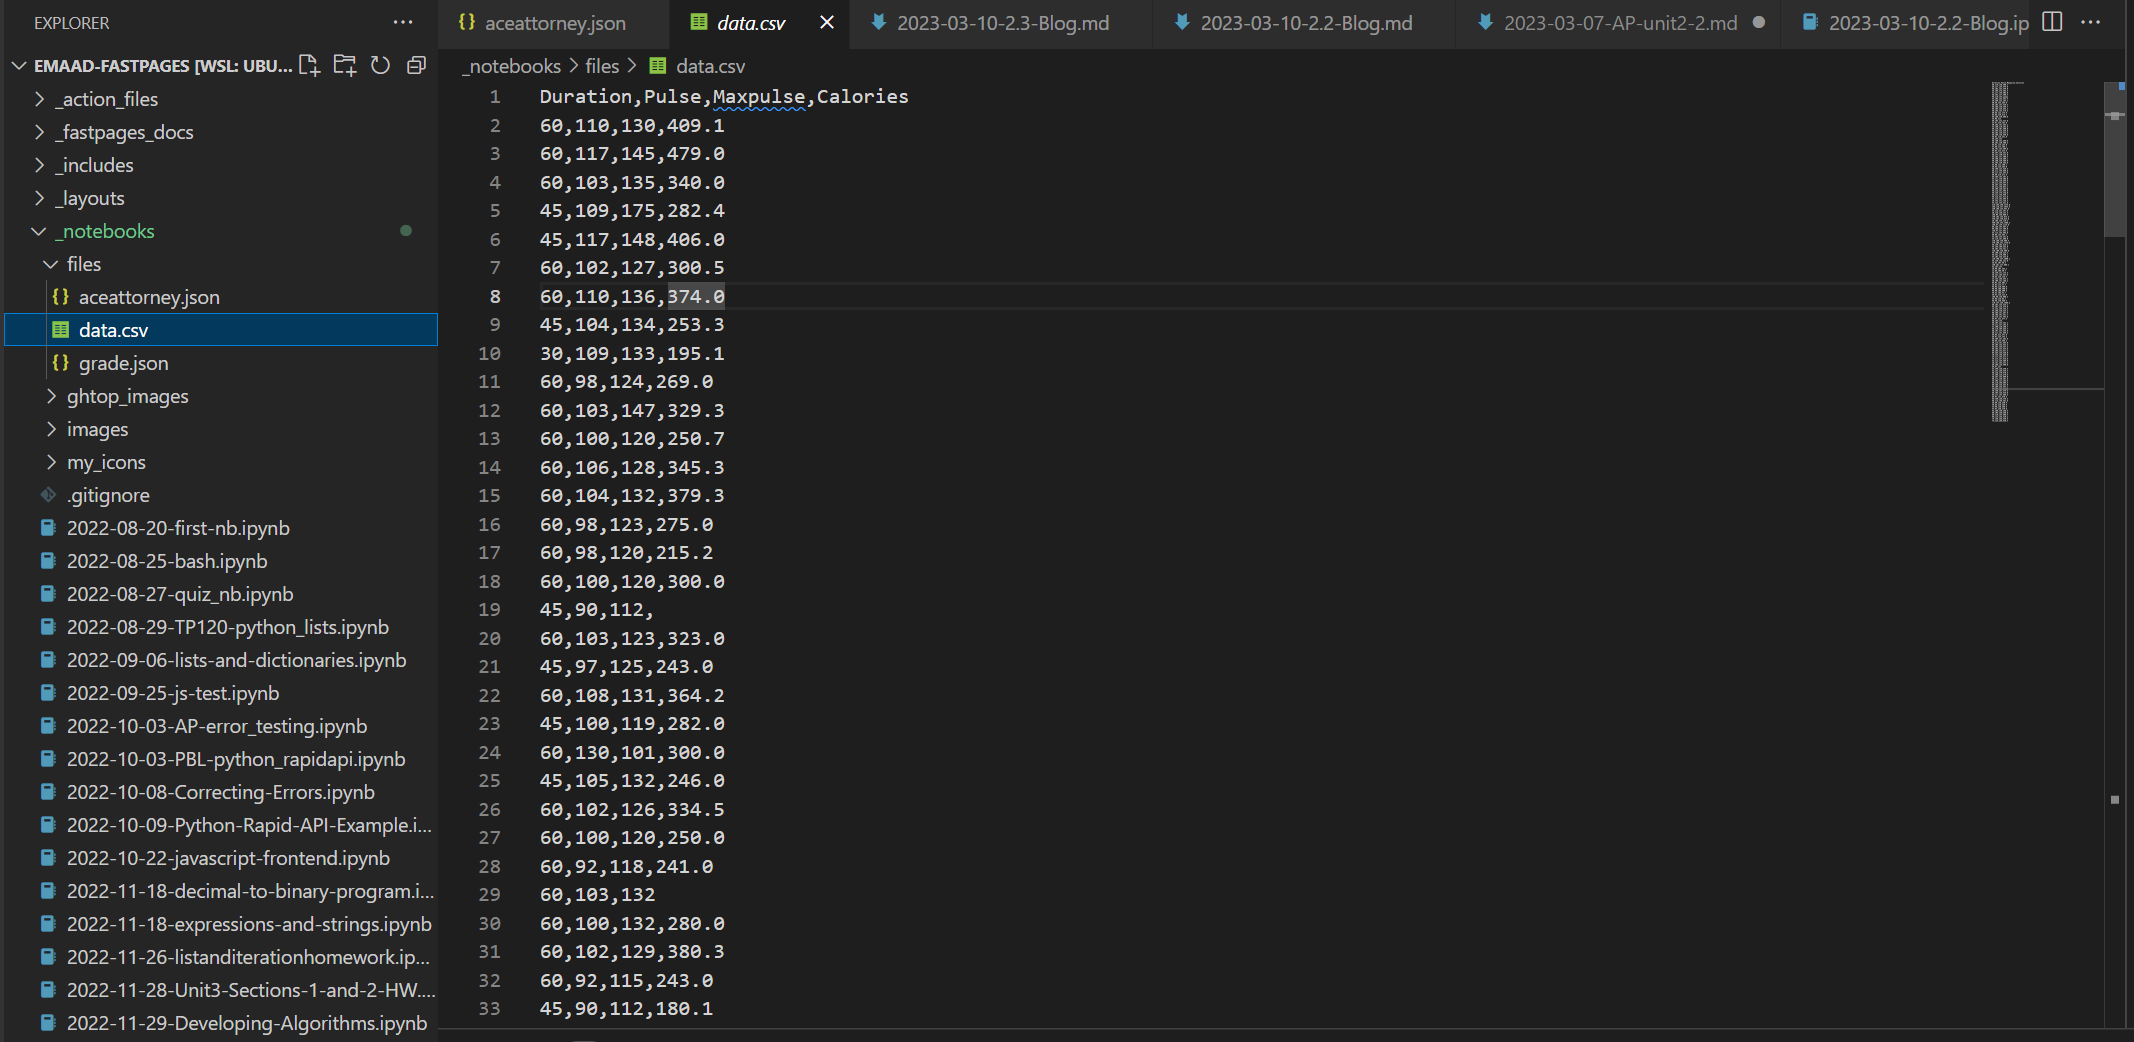 EXPLORER
EMAAD-FASTPAGES [WSL: UBU...
_action_files
_fastpages_docs
_includes
_layouts
_notebooks
files
aceattorney.json
data.csv
grade.json
ghtop_images
images
my_icons
.gitignore
2022-08-20-first-nb.ipynb
2022-08-25-bash.ipynb
2022-08-27-quiz_nb.ipynb
2022-08-29-TP120-python_lists.ipynb
2022-09-06-lists-and-dictionaries.ipynb
2022-09-25-js-test.ipynb
2022-10-03-AP-error_testing.ipynb
2022-10-03-PBL-python_rapidapi.ipynb
2022-10-08-Correcting-Errors.ipynb
2022-10-09-Python-Rapid-API-Example.i...
2022-10-22-javascript-frontend.ipynb
2022-11-18-decimal-to-binary-program.i...
2022-11-18-expressions-and-strings.ipynb
2022-11-26-listanditerationhomework.ip...
2022-11-28-Unit3-Sections-1-and-2-HW....
2022-11-29-Developing-Algorithms.ipynb
aceattorney.json data.csv 2023-03-10-2.3-Blog.md 2023-03-10-2.2-Blog.md 2023-03-07-AP-unit2-2.md 2023-03-10-2.2-Blog.ip
_notebooks > files > data.csv
1 Duration,Pulse,Maxpulse,Calories
2 60,110,130,409.1
3 60,117,145,479.0
4 60,103,135,340.0
5 45,109,175,282.4
6 45,117,148,406.0
7 60,102,127,300.5
8 60,110,136,374.0
9 45,104,134,253.3
10 30,109,133,195.1
11 60,98,124,269.0
12 60,103,147,329.3
13 60,100,120,250.7
14 60,106,128,345.3
15 60,104,132,379.3
16 60,98,123,275.0
17 60,98,120,215.2
18 60,100,120,300.0
19 45,90,112,
20 60,103,123,323.0
21 45,97,125,243.0
22 60,108,131,364.2
23 45,100,119,282.0
24 60,130,101,300.0
25 45,105,132,246.0
26 60,102,126,334.5
27 60,100,120,250.0
28 60,92,118,241.0
29 60,103,132
30 60,100,132,280.0
31 60,102,129,380.3
32 60,92,115,243.0
33 45,90,112,180.1